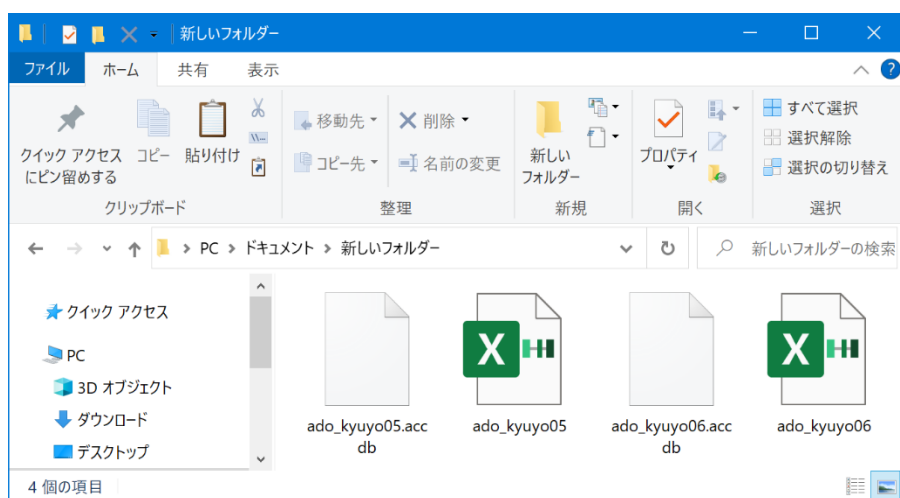 新しいフォルダー
ファイル ホーム 共有 表示
クイック アクセス
にピン留めする
コピー
貼り付け
クリップボード
移動先
コピー先
削除
名前の変更
整理
新しい
フォルダー
新規
プロパティ
開く
すべて選択
選択解除
選択の切り替え
選択
PC ドキュメント 新しいフォルダー
新しいフォルダーの検索
クイック アクセス
PC
3D オブジェクト
ダウンロード
デスクトップ
ado_kyuyo05.acc
db
ado_kyuyo05
ado_kyuyo06.acc
db
ado_kyuyo06
4 個の項目